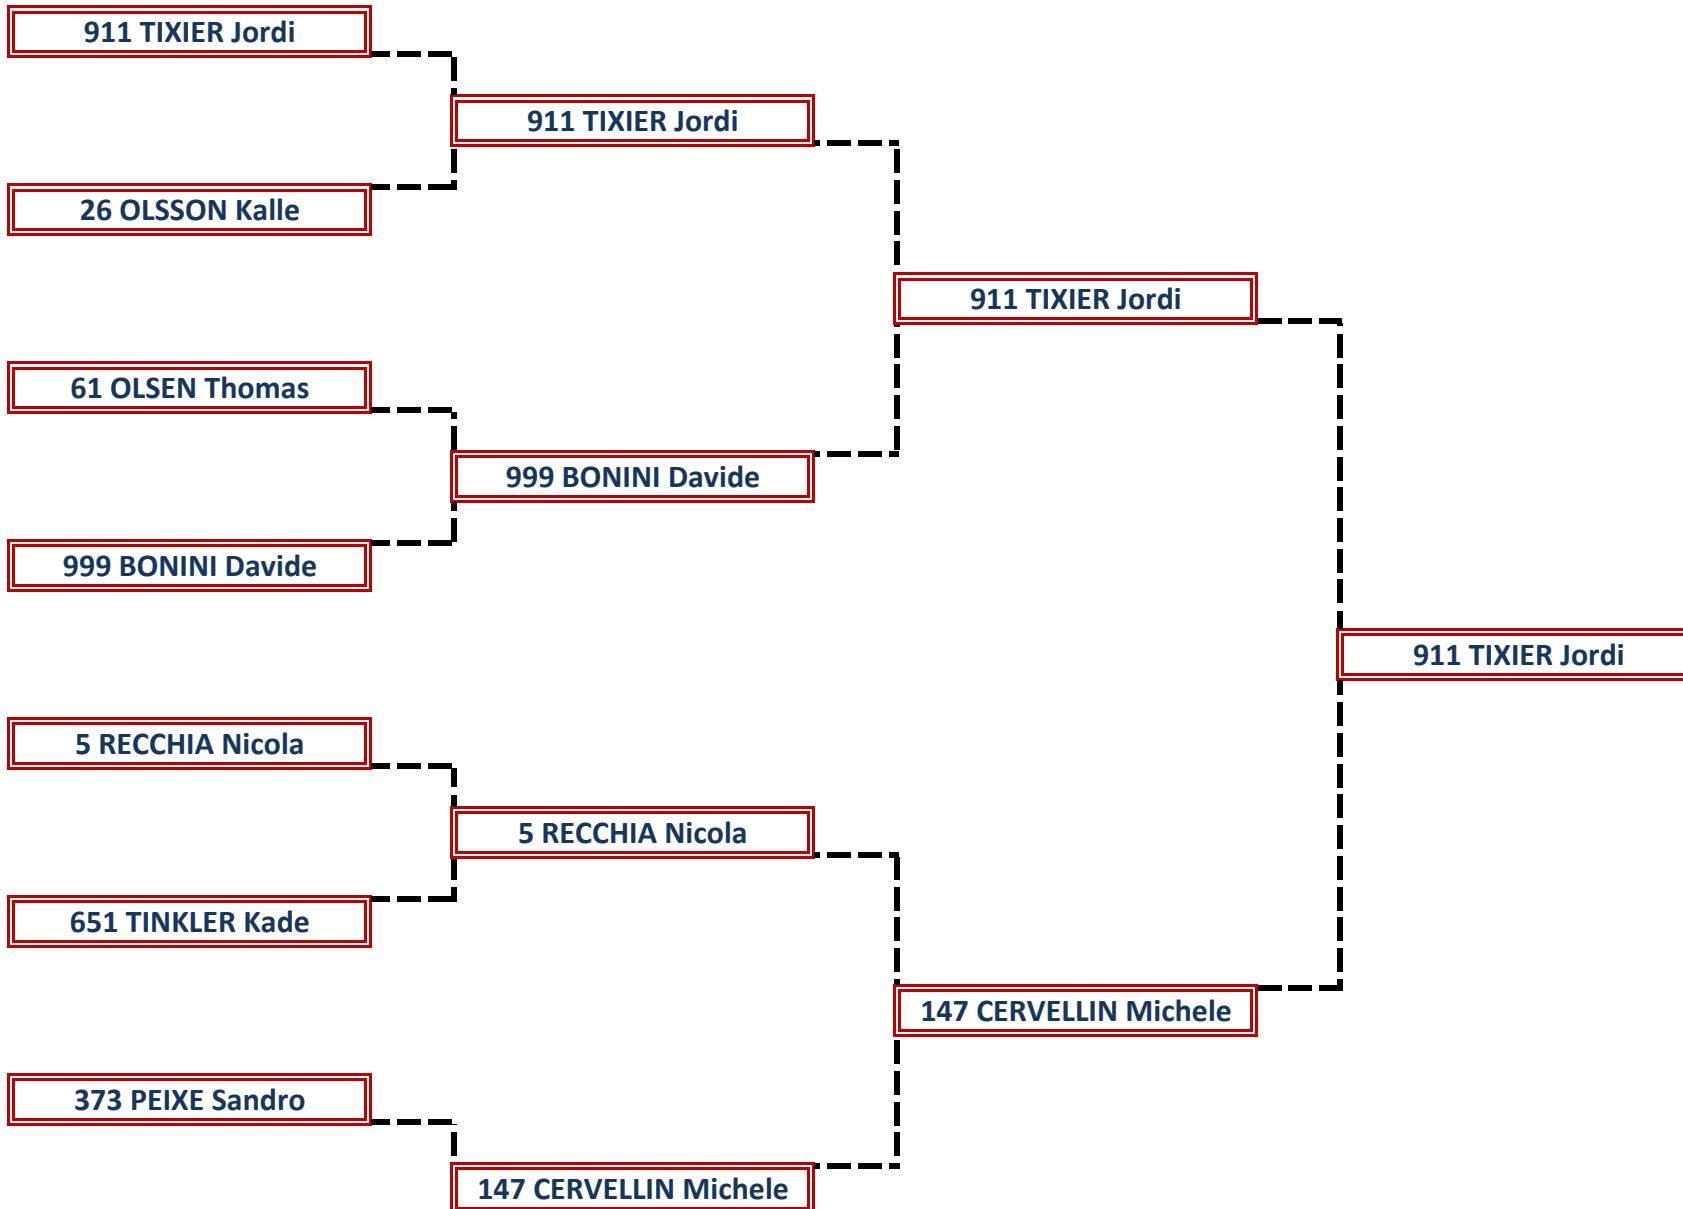 911 TIXIER Jordi
911 TIXIER Jordi
26 OLSSON Kalle
911 TIXIER Jordi
61 OLSEN Thomas
999 BONINI Davide
999 BONINI Davide
911 TIXIER Jordi
5 RECCHIA Nicola
5 RECCHIA Nicola
651 TINKLER Kade
147 CERVELLIN Michele
373 PEIXE Sandro
147 CERVELLIN Michele